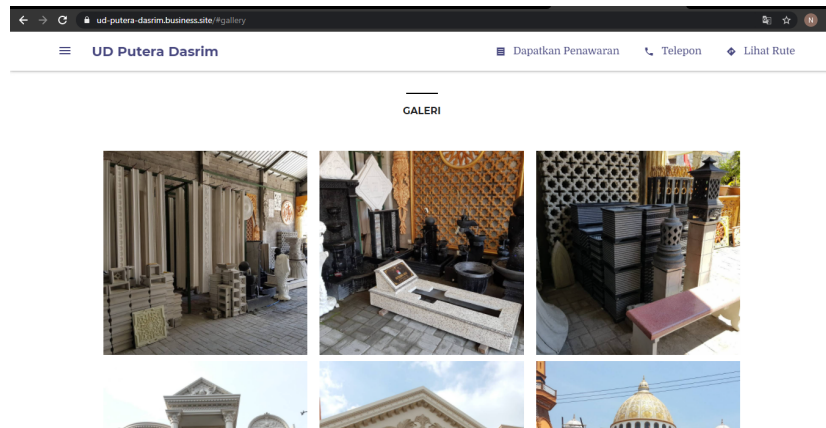 ud-putera-dasrim.business.site/#gallery
N
UD Putera Dasrim
Dapatkan Penawaran
Telepon
Lihat Rute
GALERI